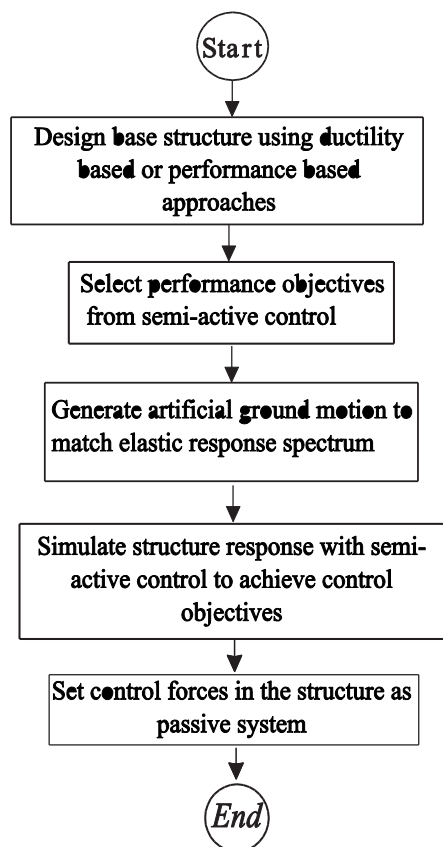 Start
Design base structure using ductility
based or performance based
approaches
Select performance objectives
from semi-active control
Generate artificial ground motion to
match elastic response spectrum
Simulate structure response with semi-
active control to achieve control
objectives
Set control forces in the structure as
passive system
End